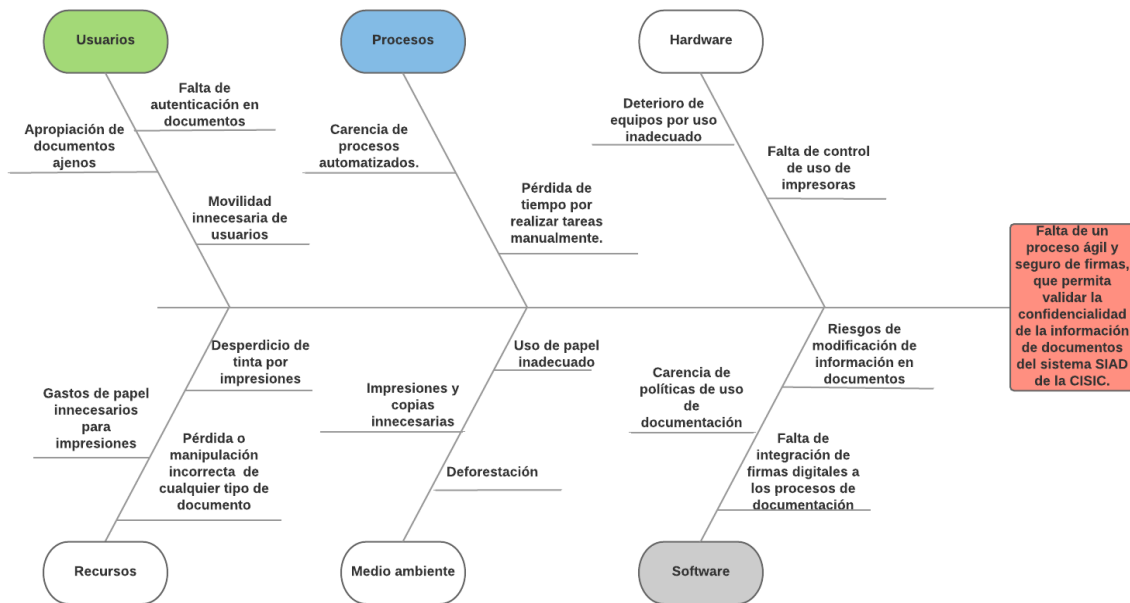 Usuarios
Procesos
Hardware
Falta de
autenticación en
documentos
Apropiación de
documentos
ajenos
Movilidad
innecesaria de
usuarios
Carencia de
procesos
automatizados.
Pérdida de
tiempo por
realizar tareas
manualmente.
Deterioro de
equipos por uso
inadecuado
Falta de control
de uso de
impresoras
Falta de un
proceso ágil y
seguro de firmas,
que permita
validar la
confidencialidad
de la información
de documentos
del sistema SIAD
de la CISIC.
Desperdicio de
tinta por
impresiones
Gastos de papel
innecesarios
para
impresiones
Pérdida o
manipulación
incorrecta de
cualquier tipo de
documento
Uso de papel
inadecuado
Impresiones y
copias
innecesarias
Deforestación
Riesgos de
modificación de
información en
documentos
Carencia de
políticas de uso
de
documentación
Falta de
integración de
firmas digitales a
los procesos de
documentación
Recursos
Medio ambiente
Software